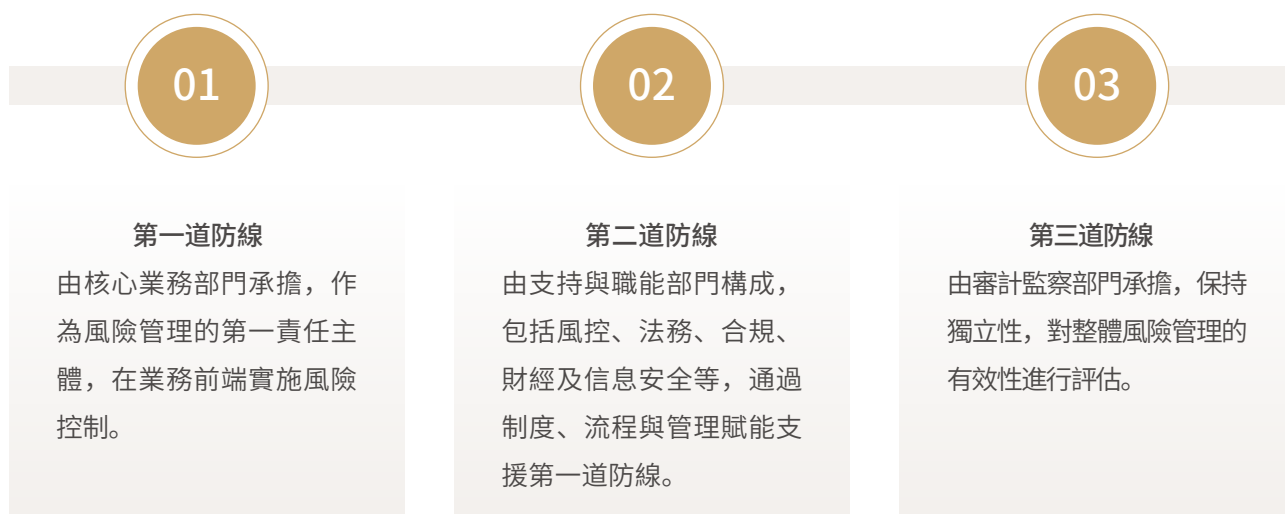 01
第一道防線
由核心業務部門承擔，作
為風險管理的第一責任主
體，在業務前端實施風險
控制。
02
第二道防線
由支持與職能部門構成，
包括風控、法務、合規、
財經及信息安全等，通過
制度、流程與管理賦能支
援第一道防線。
03
第三道防線
由審計監察部門承擔，保持
獨立性，對整體風險管理的
有效性進行評估。